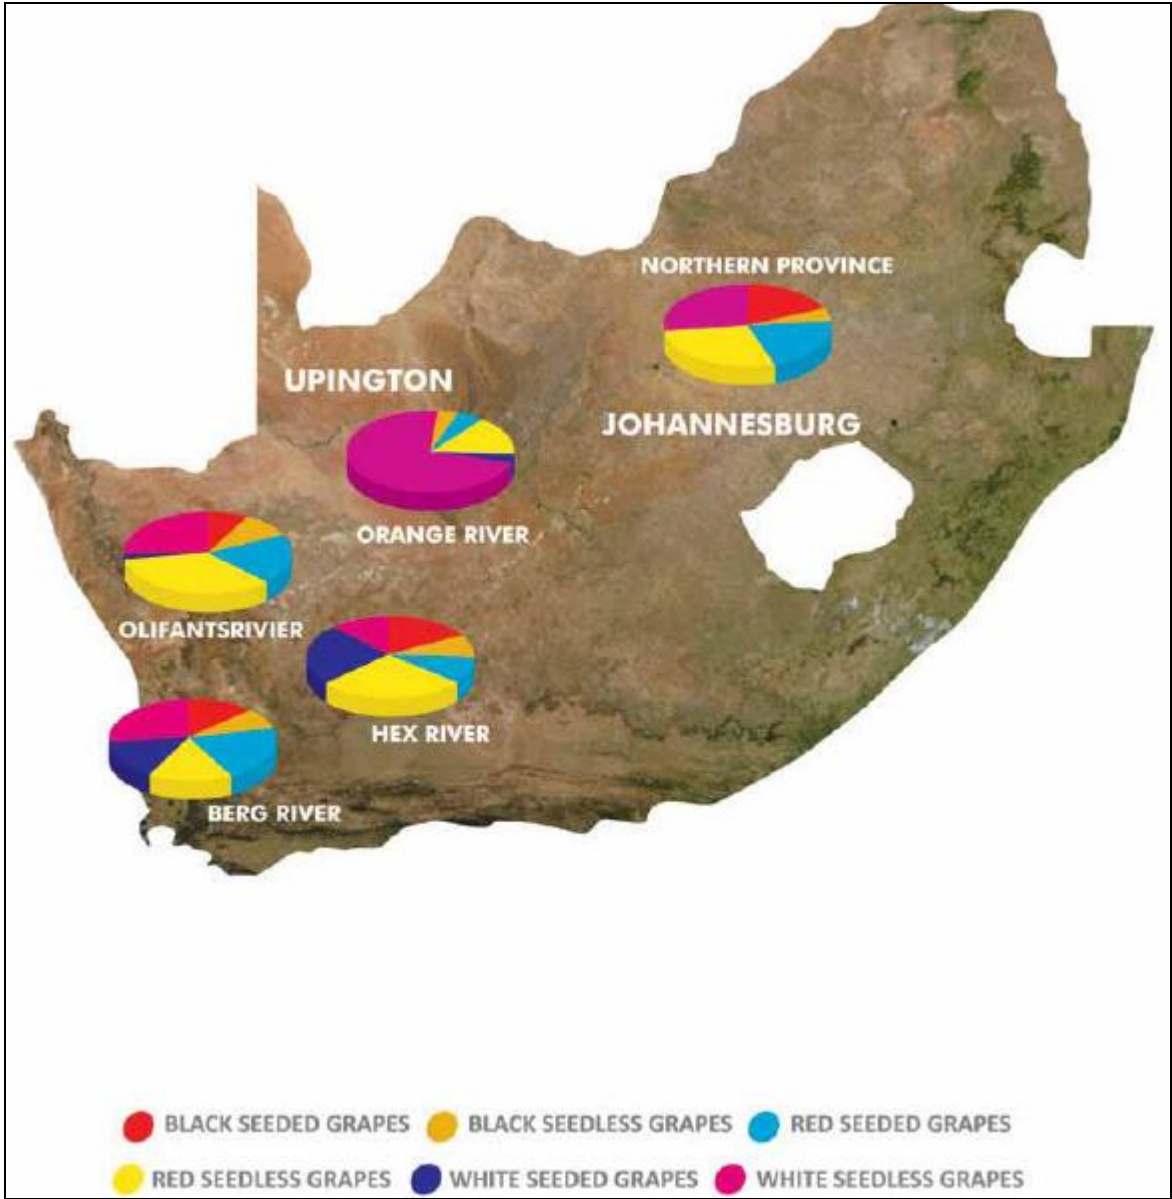 NORTHERN PROVINCE
UPINGTON
JOHANNESBURG
ORANGE RIVER
OLIFANTSRIVIER
HEX RIVER
BERG RIVER
BLACK SEEDED GRAPES BLACK SEEDLESS GRAPES RED SEEDED GRAPES
RED SEEDLESS GRAPES WHITE SEEDED GRAPES WHITE SEEDLESS GRAPES